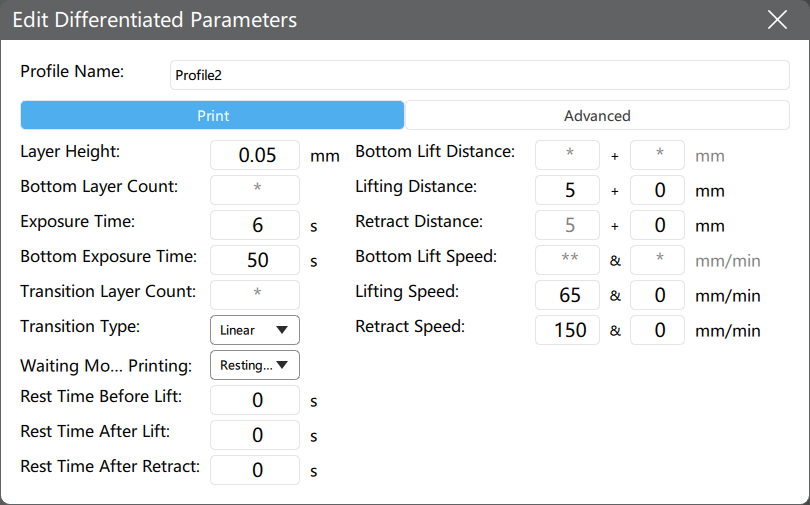 Edit Differentiated Parameters
Profile Name: Profile2
Print Advanced
Layer Height: 0.05 mm Bottom Lift Distance: * + * mm
Bottom Layer Count: * Lifting Distance: 5 + 0 mm
Exposure Time: 6 s Retract Distance: 5 + 0 mm
Bottom Exposure Time: 50 s Bottom Lift Speed: ** & * mm/min
Transition Layer Count: * Lifting Speed: 65 & 0 mm/min
Transition Type: Linear Retract Speed: 150 & 0 mm/min
Waiting Mo... Printing: Resting...
Rest Time Before Lift: 0 s
Rest Time After Lift: 0 s
Rest Time After Retract: 0 s